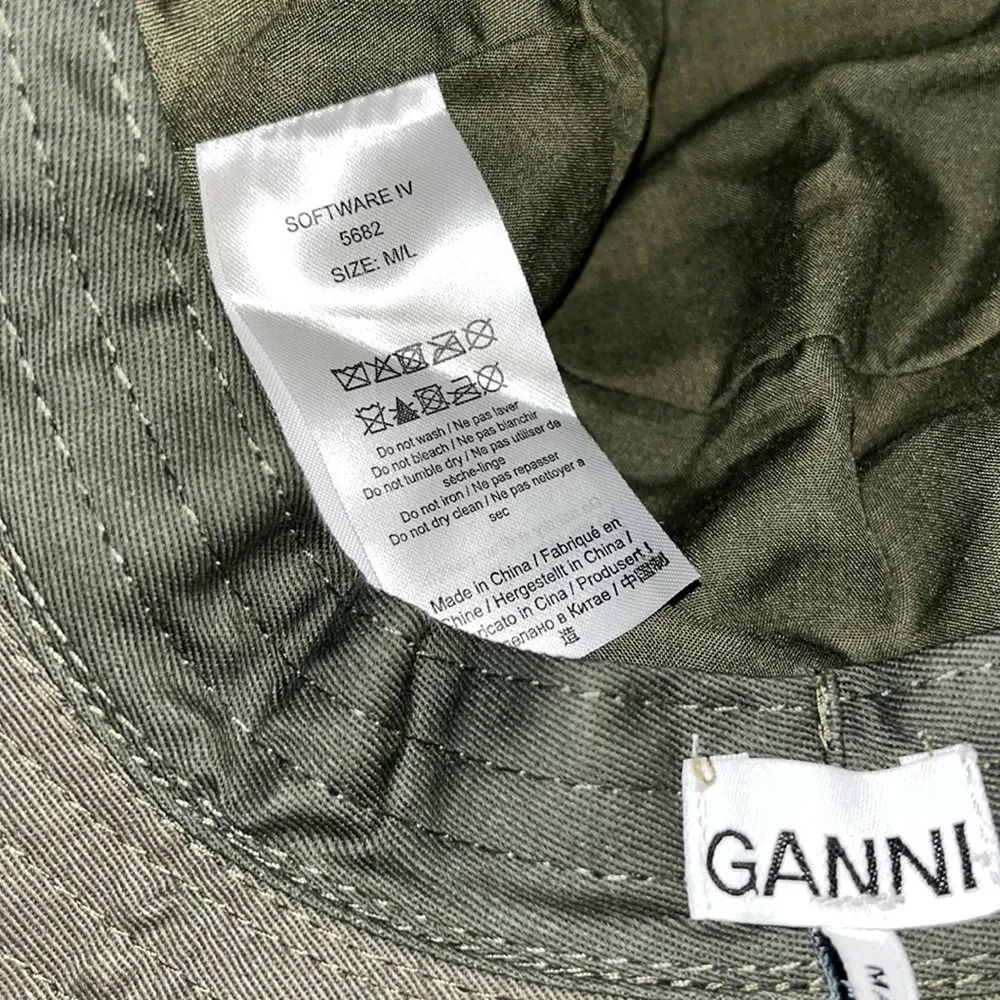 SOFTWARE IV
5682
SIZE: M/L
Do not wash / Ne pas laver
Do not bleach / Ne pas blanchir
Do not tumble dry / Ne pas utiliser de
sèche-linge
Do not iron / Ne pas repasser
Do not dry clean / Ne pas nettoyer a
sec
Made in China / Fabriqué en
Chine / Hergestellt in China /
in Cina / Produsert
в Китае / 中国制
造
GANNI